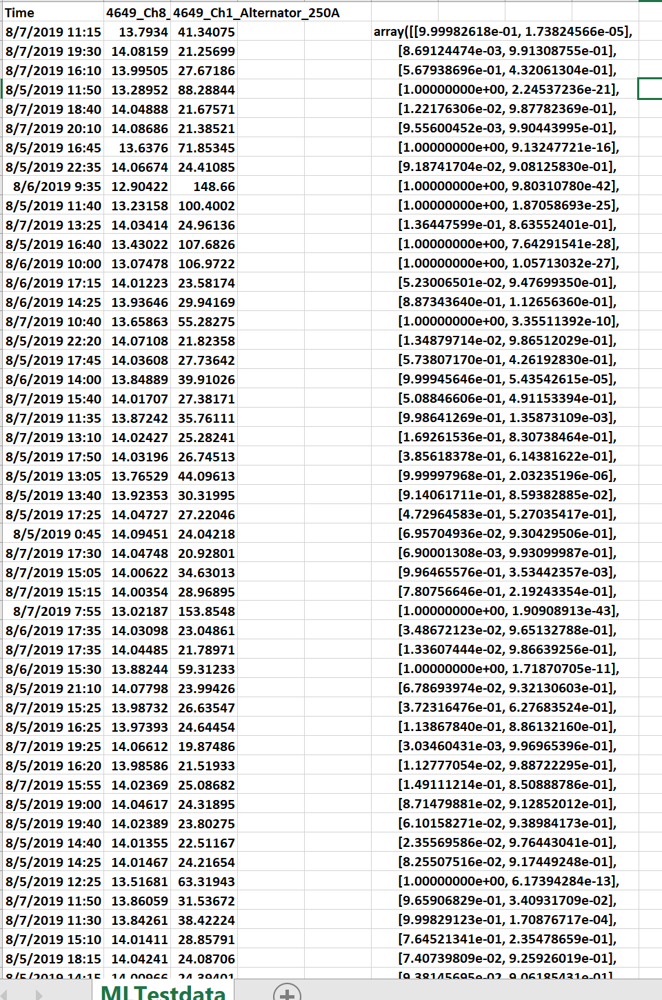 Time 4649_Ch8_ 4649_Ch1_Alternator_250A
8/7/2019 11:15 13.7934 41.34075 array([[9.99982618e-01, 1.73824566e-05],
8/7/2019 19:30 14.08159 21.25699 [8.69124474e-03, 9.91308755e-01],
8/7/2019 16:10 13.99505 27.67186 [5.67938696e-01, 4.32061304e-01],
8/5/2019 11:50 13.28952 88.28844 [1.00000000e+00, 2.24537236e-21],
8/7/2019 18:40 14.04888 21.67571 [1.22176306e-02, 9.87782369e-01],
8/7/2019 20:10 14.08686 21.38521 [9.55600452e-03, 9.90443995e-01],
8/5/2019 16:45 13.6376 71.85345 [1.00000000e+00, 9.13247721e-16],
8/5/2019 22:35 14.06674 24.41085 [9.18741704e-02, 9.08125830e-01],
8/6/2019 9:35 12.90422 148.66 [1.00000000e+00, 9.80310780e-42],
8/5/2019 11:40 13.23158 100.4002 [1.00000000e+00, 1.87058693e-25],
8/7/2019 13:25 14.03414 24.96136 [1.36447599e-01, 8.63552401e-01],
8/5/2019 16:40 13.43022 107.6826 [1.00000000e+00, 7.64291541e-28],
8/6/2019 10:00 13.07478 106.9722 [1.00000000e+00, 1.05713032e-27],
8/6/2019 17:15 14.01223 23.58174 [5.23006501e-02, 9.47699350e-01],
8/6/2019 14:25 13.93646 29.94169 [8.87343640e-01, 1.12656360e-01],
8/7/2019 10:40 13.65863 55.28275 [1.00000000e+00, 3.35511392e-10],
8/5/2019 22:20 14.07108 21.82358 [1.34879714e-02, 9.86512029e-01],
8/5/2019 17:45 14.03608 27.73642 [5.73807170e-01, 4.26192830e-01],
8/6/2019 14:00 13.84889 39.91026 [9.99945646e-01, 5.43542615e-05],
8/7/2019 15:40 14.01707 27.38171 [5.08846606e-01, 4.91153394e-01],
8/7/2019 11:35 13.87242 35.76111 [9.98641269e-01, 1.35873109e-03],
8/7/2019 13:10 14.02427 25.28241 [1.69261536e-01, 8.30738464e-01],
8/5/2019 17:50 14.03196 26.74513 [3.85618378e-01, 6.14381622e-01],
8/5/2019 13:05 13.76529 44.09613 [9.99997968e-01, 2.03235196e-06],
8/5/2019 13:40 13.92353 30.31995 [9.14061711e-01, 8.59382885e-02],
8/5/2019 17:25 14.04727 27.22046 [4.72964583e-01, 5.27035417e-01],
8/5/2019 0:45 14.09451 24.04218 [6.95704936e-02, 9.30429506e-01],
8/7/2019 17:30 14.04748 20.92801 [6.90001308e-03, 9.93099987e-01],
8/7/2019 15:05 14.00622 34.63013 [9.96465576e-01, 3.53442357e-03],
8/7/2019 15:15 14.00354 28.96895 [7.80756646e-01, 2.19243354e-01],
8/7/2019 7:55 13.02187 153.8548 [1.00000000e+00, 1.90908913e-43],
8/6/2019 17:35 14.03098 23.04861 [3.48672123e-02, 9.65132788e-01],
8/7/2019 17:35 14.04485 21.78971 [1.33607444e-02, 9.86639256e-01],
8/6/2019 15:30 13.88244 59.31233 [1.00000000e+00, 1.71870705e-11],
8/5/2019 21:10 14.07798 23.99426 [6.78693974e-02, 9.32130603e-01],
8/7/2019 15:25 13.98732 26.63547 [3.72316476e-01, 6.27683524e-01],
8/5/2019 16:25 13.97393 24.64454 [1.13867840e-01, 8.86132160e-01],
8/7/2019 19:25 14.06612 19.87486 [3.03460431e-03, 9.96965396e-01],
8/5/2019 16:20 13.98586 21.51933 [1.12777054e-02, 9.88722295e-01],
8/7/2019 15:55 14.02369 25.08682 [1.49111214e-01, 8.50888786e-01],
8/5/2019 19:00 14.04617 24.31895 [8.71479881e-02, 9.12852012e-01],
8/5/2019 19:40 14.02389 23.80275 [6.10158271e-02, 9.38984173e-01],
8/5/2019 14:40 14.01355 22.51167 [2.35569586e-02, 9.76443041e-01],
8/5/2019 14:25 14.01467 24.21654 [8.25507516e-02, 9.17449248e-01],
8/5/2019 12:25 13.51681 63.31943 [1.00000000e+00, 6.17394284e-13],
8/7/2019 11:50 13.86059 31.53672 [9.65906829e-01, 3.40931709e-02],
8/7/2019 11:30 13.84261 38.42224 [9.99829123e-01, 1.70876717e-04],
8/7/2019 15:10 14.01411 28.85791 [7.64521341e-01, 2.35478659e-01],
8/5/2019 18:15 14.04241 24.08706 [7.40739809e-02, 9.25926019e-01],
8/5/2019 14:15 14.00966 24.39401 [9.38145695e-02, 9.06185431e-01]
MLTestdata